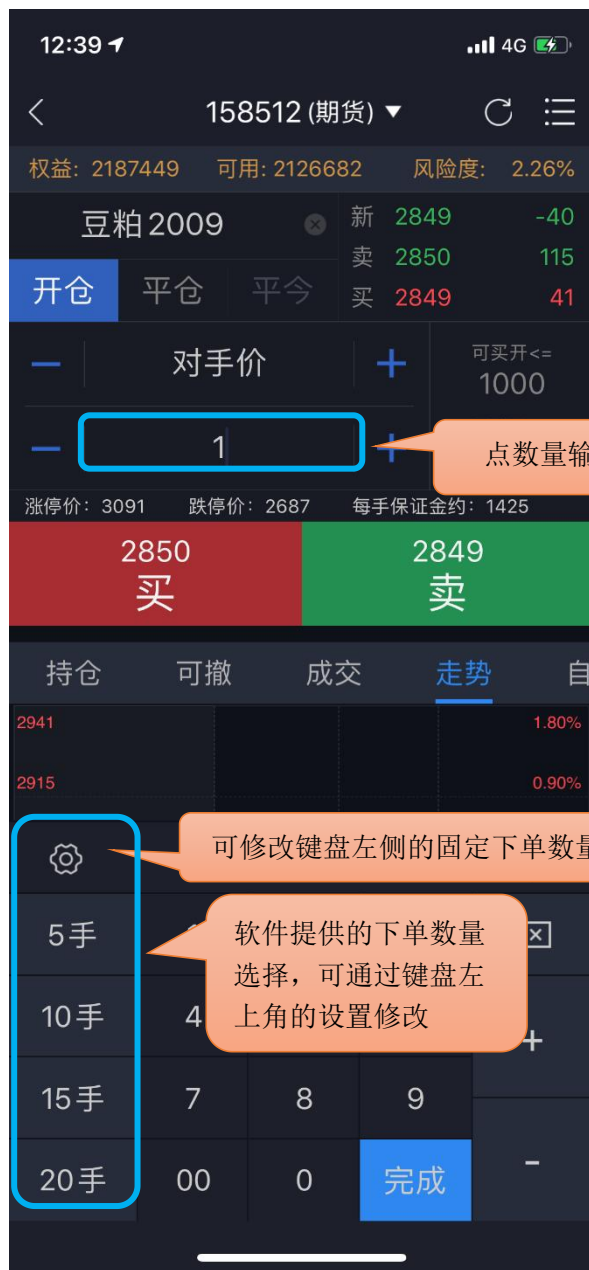 12:39 4G
158512 (期货) ▼
权益: 2187449 可用: 2126682 风险度: 2.26%
豆粕2009 新 2849 -40
卖 2850 115
开仓 平仓 平今 买 2849 41
− 对手价 + 可买开<=
1000
− 1 + 点数量输
涨停价: 3091 跌停价: 2687 每手保证金约: 1425
2850 2849
买 卖
持仓 可撤 成交 走势 自
2941 1.80%
2915 0.90%
可修改键盘左侧的固定下单数量
5手 软件提供的下单数量
选择，可通过键盘左
10手 4 上角的设置修改 +
15手 7 8 9
20手 00 0 完成 -